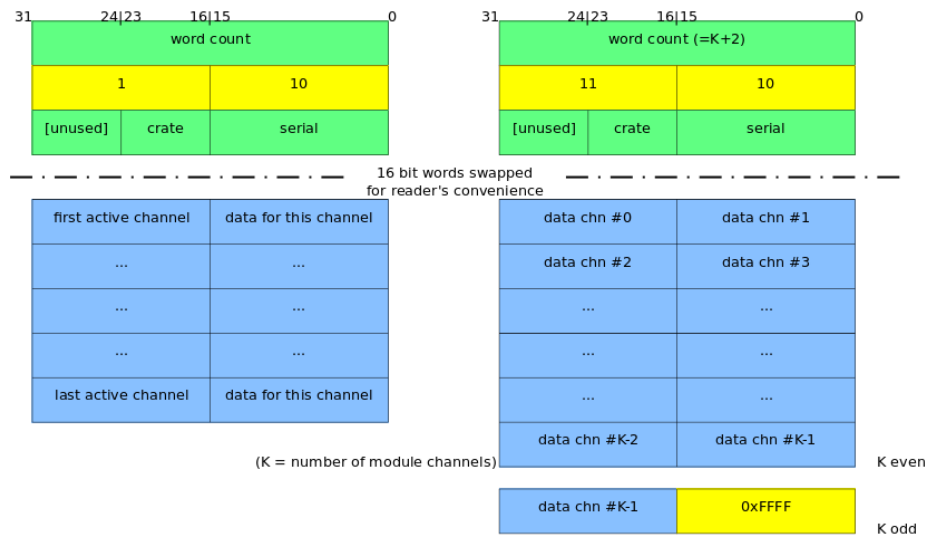 31 24|23 16|15 0 31 24|23 16|15 0
word count word count (=K+2)
1 10 11 10
[unused] crate serial [unused] crate serial
16 bit words swapped
for reader's convenience
first active channel data for this channel data chn #0 data chn #1
... ... data chn #2 data chn #3
... ... ... ...
... ... ... ...
last active channel data for this channel ... ...
data chn #K-2 data chn #K-1
(K = number of module channels) K even
data chn #K-1 0xFFFF
K odd